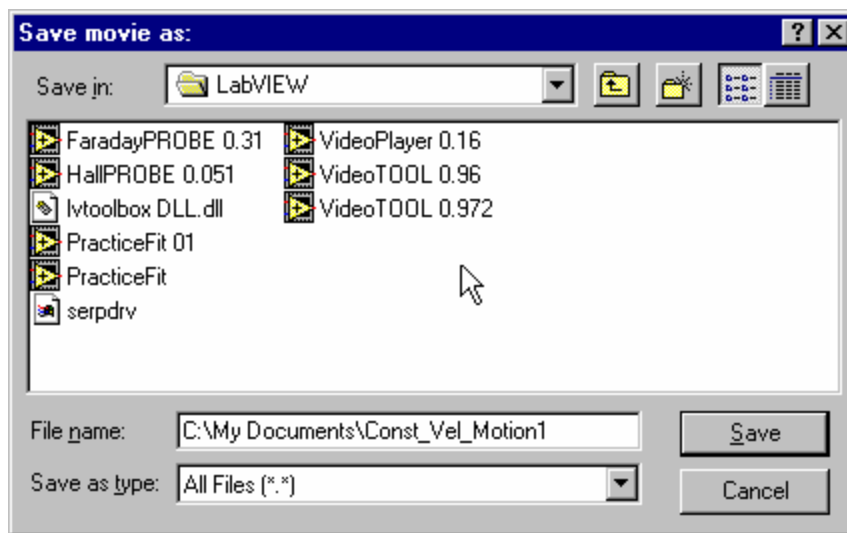 Save movie as:
Save in: LabVIEW
FaradayPROBE 0.31
HallPROBE 0.051
lvtoolbox DLL.dll
PracticeFit 01
PracticeFit
serpdrv
VideoPlayer 0.16
VideoTOOL 0.96
VideoTOOL 0.972
File name: C:\My Documents\Const_Vel_Motion1
Save
Save as type: All Files (*.*)
Cancel